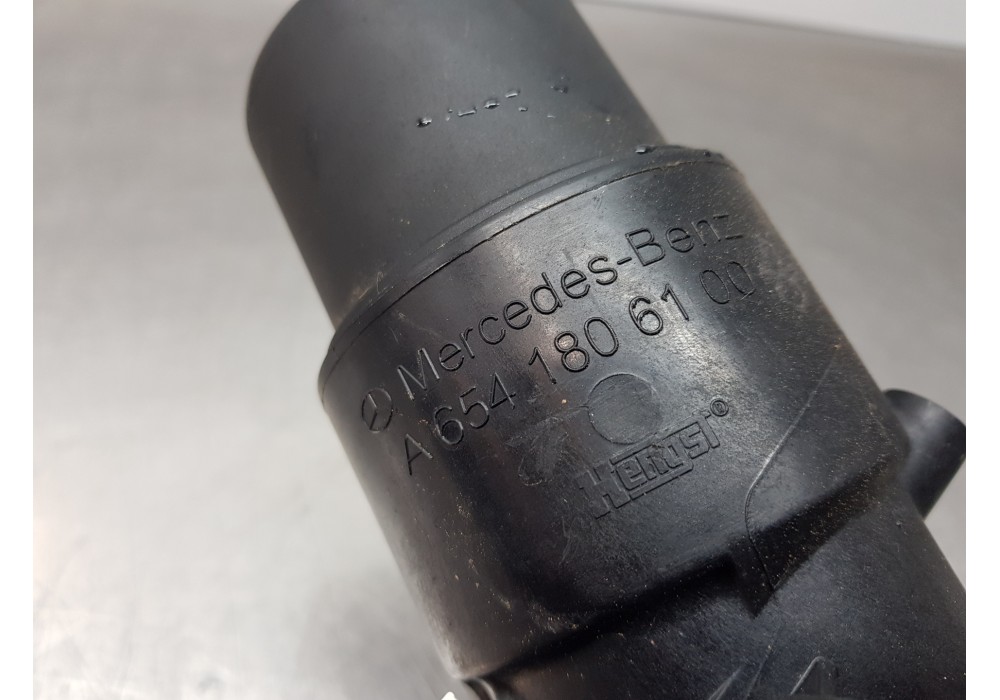 Mercedes-Benz
A 654 180 61 00
Hengst®